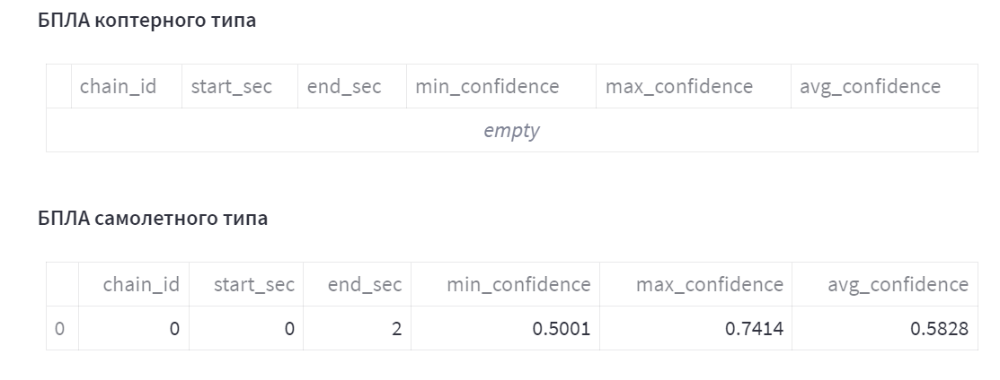 БПЛА коптерного типа
chain_id start_sec end_sec min_confidence max_confidence avg_confidence
empty
БПЛА самолетного типа
chain_id start_sec end_sec min_confidence max_confidence avg_confidence
0 0 0 2 0.5001 0.7414 0.5828